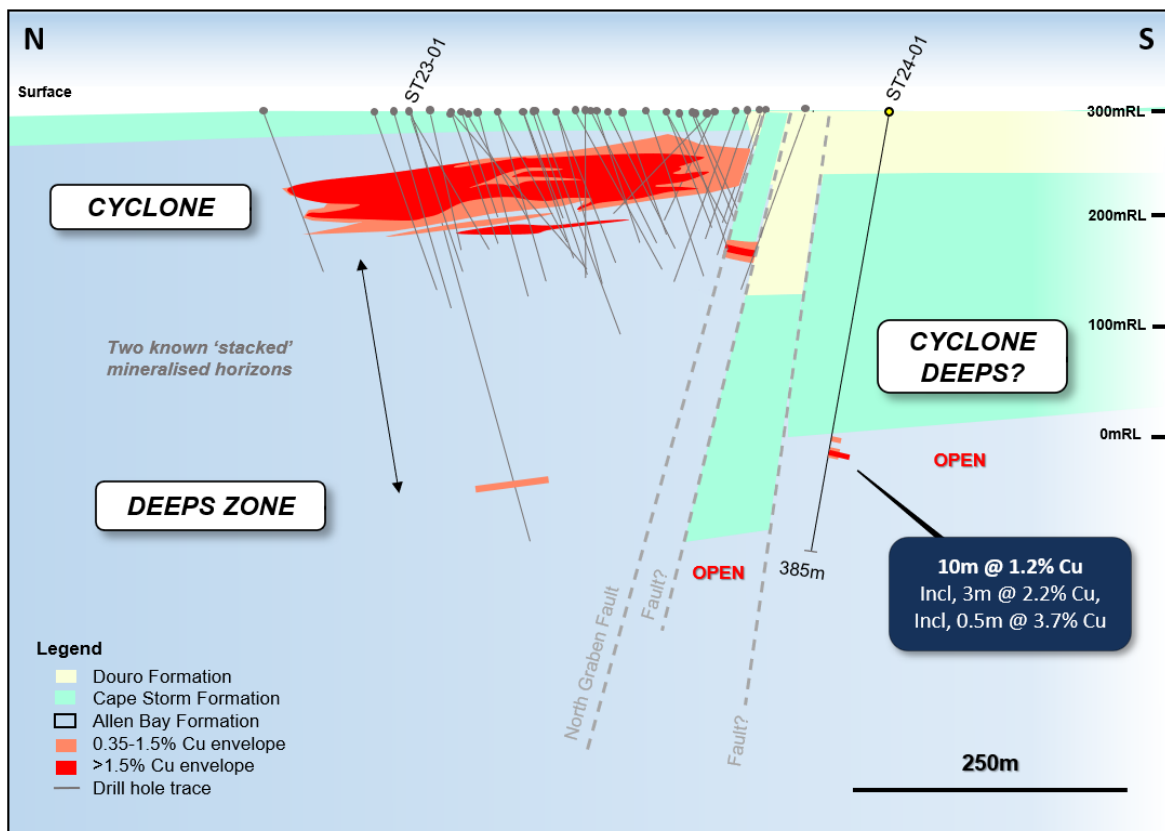 N
S
ST23-01
ST24-01
Surface
300mRL
CYCLONE
200mRL
100mRL
CYCLONE
DEEPS?
Two known ‘stacked’
mineralised horizons
0mRL
OPEN
DEEPS ZONE
385m
OPEN
10m @ 1.2% Cu
Incl, 3m @ 2.2% Cu,
Incl, 0.5m @ 3.7% Cu
North Graben Fault
Fault?
Fault?
Legend
Douro Formation
Cape Storm Formation
Allen Bay Formation
0.35-1.5% Cu envelope
>1.5% Cu envelope
Drill hole trace
250m